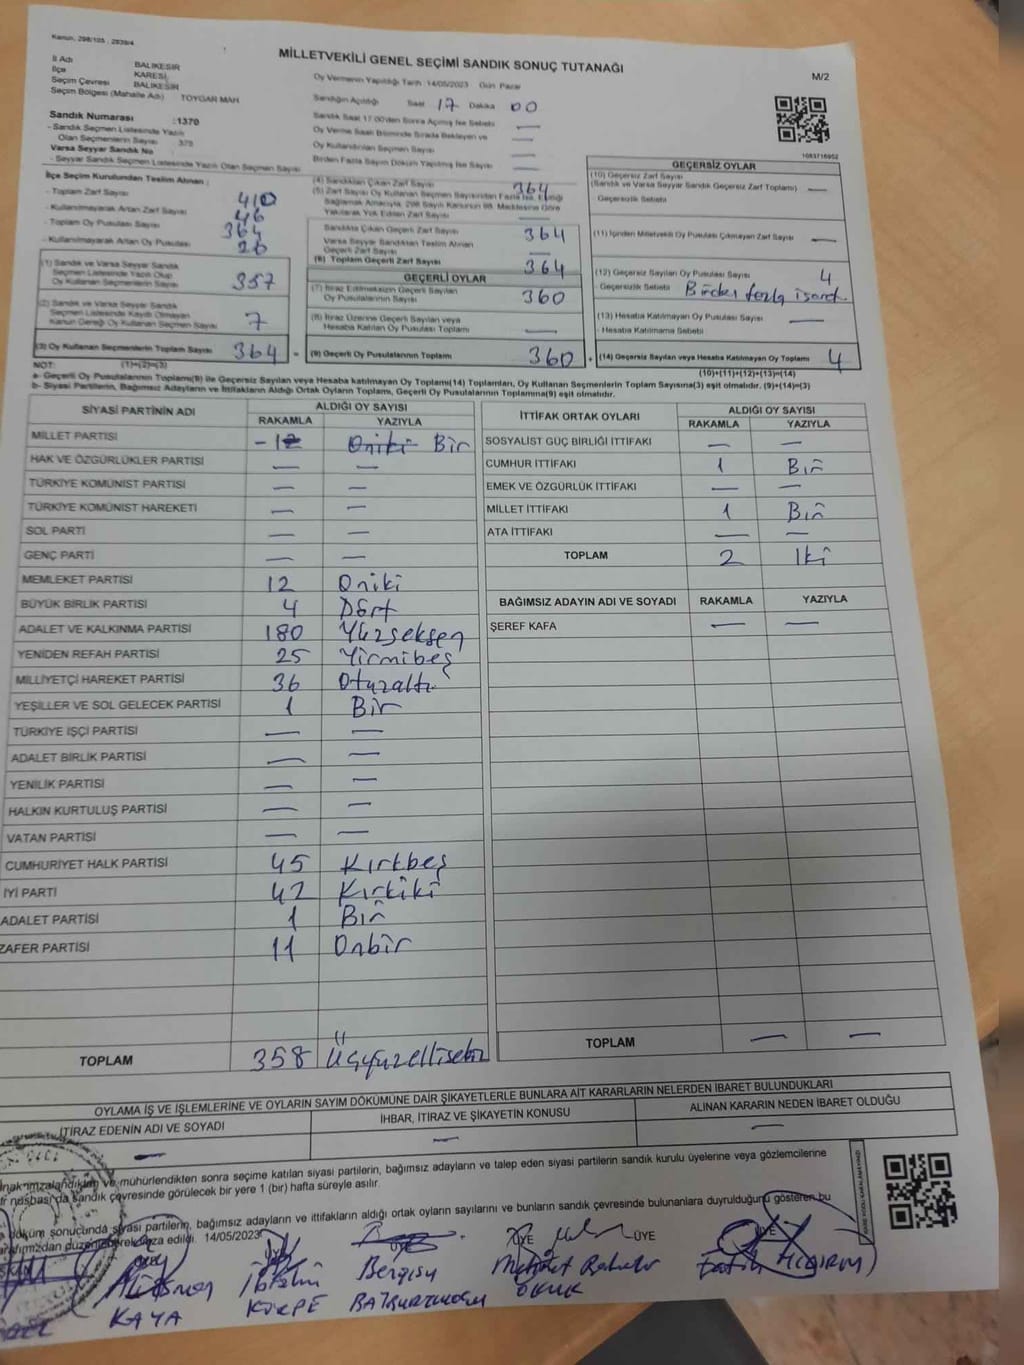 Kanun, 298/105 , 2839/4
MİLLETVEKİLİ GENEL SEÇİMİ SANDIK SONUÇ TUTANAĞI
M/2
İl Adı BALIKESİR
İlçe KARESİ
Seçim Çevresi BALIKESİR
Seçim Bölgesi (Mahalle Adı) TOYGAR MAH
Oy Vermenin Yapıldığı Tarih :14/05/2023 Gün Pazar
Sandığın Açıldığı Saat 17 Dakika 00
Sandık Saat 17.00'den Sonra Açılmış İse Sebebi —
Oy Verme Saati Bitiminde Sırada Bekleyen ve
Oy Kullandırılan Seçmen Sayısı —
Birden Fazla Sayım Döküm Yapılmış İse Sayısı —
Sandık Numarası :1370
- Sandık Seçmen Listesinde Yazılı
Olan Seçmenlerin Sayısı 375
Varsa Seyyar Sandık No
- Seyyar Sandık Seçmen Listesinde Yazılı Olan Seçmen Sayısı
İlçe Seçim Kurulundan Teslim Alınan;
- Toplam Zarf Sayısı 410
- Kullanılmayarak Artan Zarf Sayısı 46
- Toplam Oy Pusulası Sayısı 364
- Kullanılmayarak Artan Oy Pusulası 26
(1) Sandık ve Varsa Seyyar Sandık
Seçmen Listesinde Yazılı Olup
Oy Kullanan Seçmenlerin Sayısı 357
(2) Sandık ve Varsa Seyyar Sandık
Seçmen Listesinde Kaydı Olmayan
Kanun Gereği Oy Kullanan Seçmen Sayısı 7
(3) Oy Kullanan Seçmenlerin Toplam Sayısı 364
(1)+(2)=(3)
(4) Sandıktan Çıkan Zarf Sayısı 364
(5) Zarf Sayısı Oy Kullanan Seçmen Sayısından Fazla İse, Eşitliği
Sağlamak Amacıyla, 298 Sayılı Kanunun 98. Maddesine Göre
Yakılarak Yok Edilen Zarf Sayısı —
Sandıkta Çıkan Geçerli Zarf Sayısı 364
Varsa Seyyar Sandıktan Teslim Alınan
Geçerli Zarf Sayısı —
(6) Toplam Geçerli Zarf Sayısı 364
GEÇERLİ OYLAR
(7) İtiraz Edilmeksizin Geçerli Sayılan
Oy Pusulalarının Sayısı 360
(8) İtiraz Üzerine Geçerli Sayılan veya
Hesaba Katılan Oy Pusulaları Toplamı —
= (9) Geçerli Oy Pusulalarının Toplamı 360
1083716952
GEÇERSİZ OYLAR
(10) Geçersiz Zarf Sayısı
(Sandık ve Varsa Seyyar Sandık Geçersiz Zarf Toplamı) —
- Geçersizlik Sebebi
(11) İçinden Milletvekili Oy Pusulası Çıkmayan Zarf Sayısı —
(12) Geçersiz Sayılan Oy Pusulası Sayısı 4
- Geçersizlik Sebebi Birden fazla işaret
(13) Hesaba Katılmayan Oy Pusulası Sayısı —
- Hesaba Katılmama Sebebi
+ (14) Geçersiz Sayılan veya Hesaba Katılmayan Oy Toplamı 4
(10)+(11)+(12)+(13)=(14)
NOT:
a- Geçerli Oy Pusulalarının Toplamı(9) ile Geçersiz Sayılan veya Hesaba katılmayan Oy Toplamı(14) Toplamları, Oy Kullanan Seçmenlerin Toplam Sayısına(3) eşit olmalıdır. (9)+(14)=(3)
b- Siyasi Partilerin, Bağımsız Adayların ve İttifakların Aldığı Ortak Oyların Toplamı, Geçerli Oy Pusulalarının Toplamına(9) eşit olmalıdır.
SİYASİ PARTİNİN ADI ALDIĞI OY SAYISI
RAKAMLA YAZIYLA
MİLLET PARTİSİ –12 Oniki Bir
HAK VE ÖZGÜRLÜKLER PARTİSİ — —
TÜRKİYE KOMÜNİST PARTİSİ — —
TÜRKİYE KOMÜNİST HAREKETİ — —
SOL PARTİ — —
GENÇ PARTİ — —
MEMLEKET PARTİSİ 12 Oniki
BÜYÜK BİRLİK PARTİSİ 4 Dört
ADALET VE KALKINMA PARTİSİ 180 Yüzseksen
YENİDEN REFAH PARTİSİ 25 Yirmibeş
MİLLİYETÇİ HAREKET PARTİSİ 36 Otuzaltı
YEŞİLLER VE SOL GELECEK PARTİSİ 1 Bir
TÜRKİYE İŞÇİ PARTİSİ — —
ADALET BİRLİK PARTİSİ — —
YENİLİK PARTİSİ — —
HALKIN KURTULUŞ PARTİSİ — —
VATAN PARTİSİ — —
CUMHURİYET HALK PARTİSİ 45 Kırkbeş
İYİ PARTİ 42 Kırkiki
ADALET PARTİSİ 1 Bir
ZAFER PARTİSİ 11 Onbir
TOPLAM 358 Üçyüzellisekiz
İTTİFAK ORTAK OYLARI ALDIĞI OY SAYISI
RAKAMLA YAZIYLA
SOSYALİST GÜÇ BİRLİĞİ İTTİFAKI — —
CUMHUR İTTİFAKI 1 Bir
EMEK VE ÖZGÜRLÜK İTTİFAKI — —
MİLLET İTTİFAKI 1 Bir
ATA İTTİFAKI — —
TOPLAM 2 İki
BAĞIMSIZ ADAYIN ADI VE SOYADI RAKAMLA YAZIYLA
ŞEREF KAFA — —
TOPLAM — —
OYLAMA İŞ VE İŞLEMLERİNE VE OYLARIN SAYIM DÖKÜMÜNE DAİR ŞİKAYETLERLE BUNLARA AİT KARARLARIN NELERDEN İBARET BULUNDUKLARI
İTİRAZ EDENİN ADI VE SOYADI İHBAR, İTİRAZ VE ŞİKAYETİN KONUSU ALINAN KARARIN NEDEN İBARET OLDUĞU
— — —
mühürlendikten sonra seçime katılan siyasi partilerin, bağımsız adayların ve talep eden siyasi partilerin sandık kurulu üyelerine veya gözlemcilerine
sandık çevresinde görülecek bir yere 1 (bir) hafta süreyle asılır.
döküm sonucunda siyasi partilerin, bağımsız adayların ve ittifakların aldığı ortak oyların sayılarını ve bunların sandık çevresinde bulunanlara duyrulduğunu gösteren bu
14/05/2023
ÜYE ÜYE ÜYE
KAYA
İbrahim
KÖRPE
Mehmet
Fatih